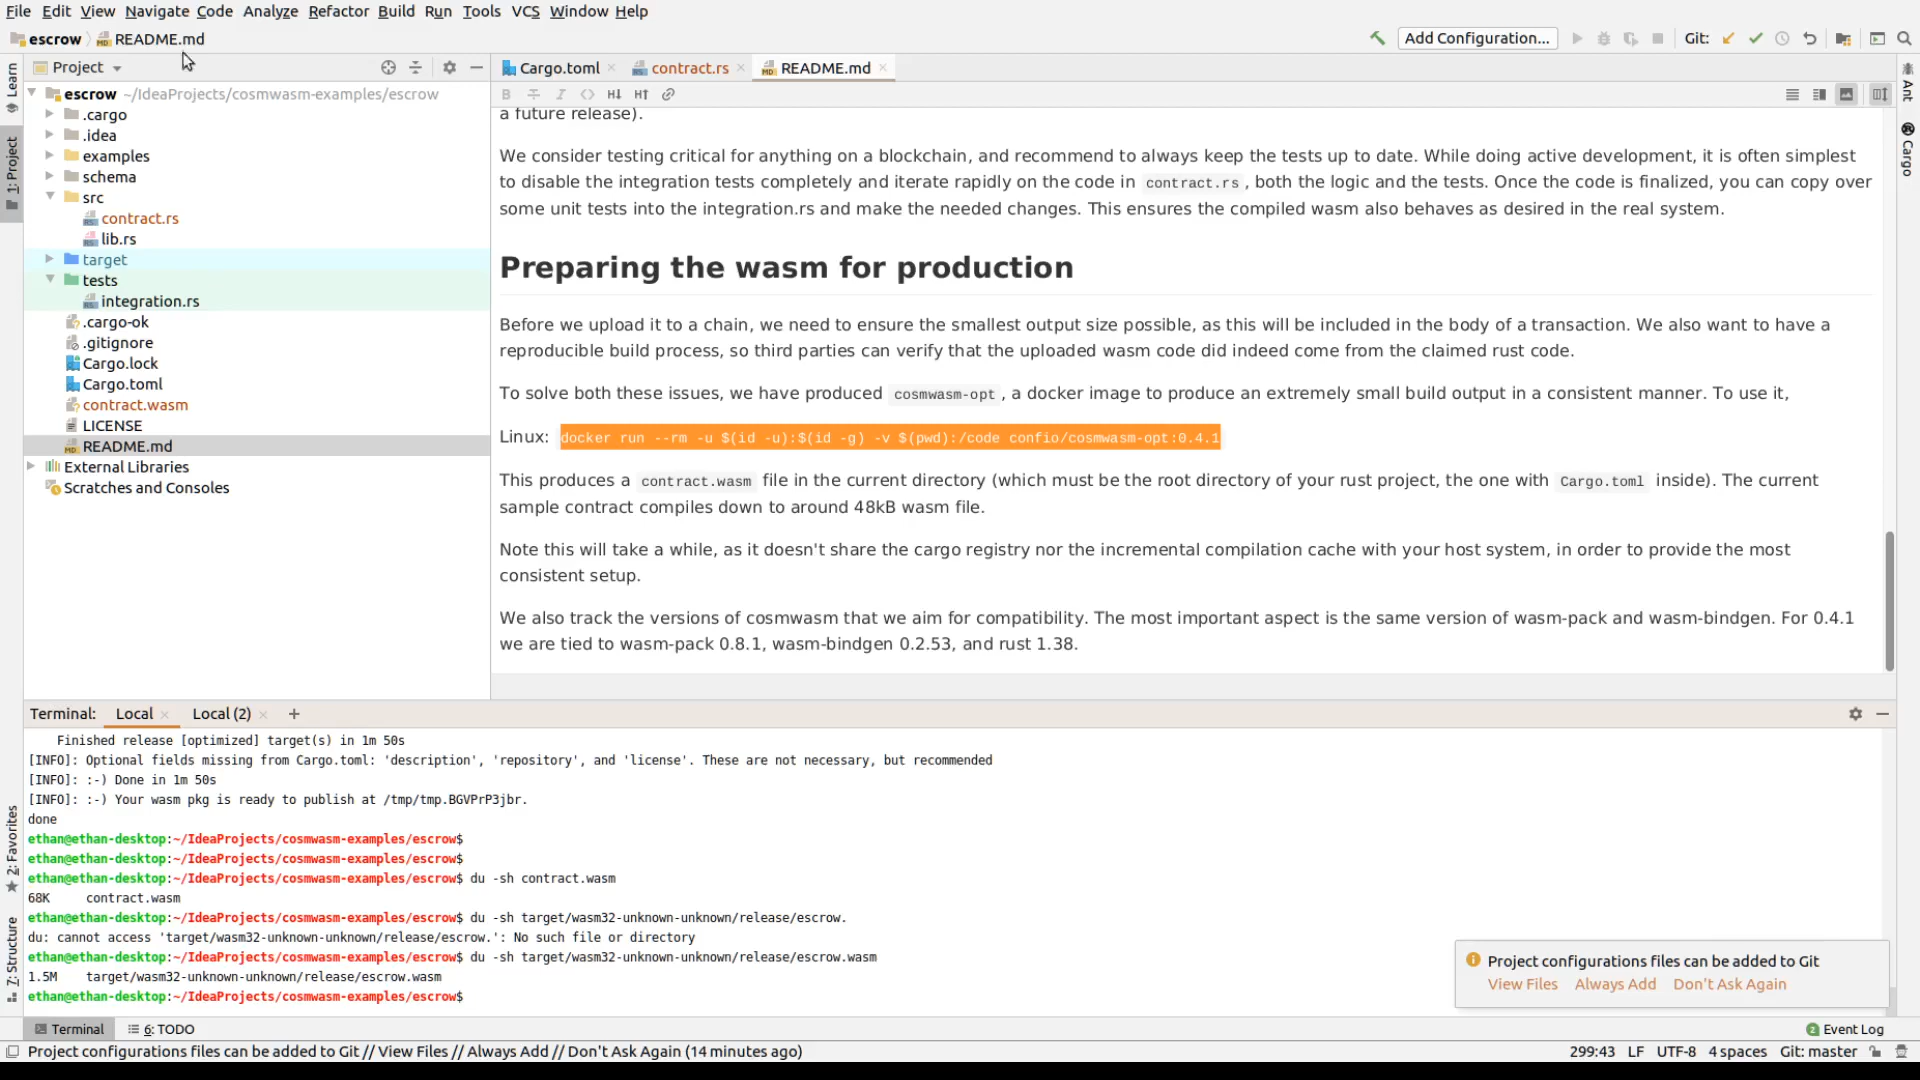 File Edit View Navigate Code Analyze Refactor Build Run Tools VCS Window Help
escrow README.md
Add Configuration... Git:
Project
Cargo.toml contract.rs README.md
Learn
1: Project
2: Favorites
7: Structure
Ant
Cargo
escrow ~/IdeaProjects/cosmwasm-examples/escrow
.cargo
.idea
examples
schema
src
contract.rs
lib.rs
target
tests
integration.rs
.cargo-ok
.gitignore
Cargo.lock
Cargo.toml
contract.wasm
LICENSE
README.md
External Libraries
Scratches and Consoles
a future release).
We consider testing critical for anything on a blockchain, and recommend to always keep the tests up to date. While doing active development, it is often simplest
to disable the integration tests completely and iterate rapidly on the code in contract.rs, both the logic and the tests. Once the code is finalized, you can copy over
some unit tests into the integration.rs and make the needed changes. This ensures the compiled wasm also behaves as desired in the real system.
Preparing the wasm for production
Before we upload it to a chain, we need to ensure the smallest output size possible, as this will be included in the body of a transaction. We also want to have a
reproducible build process, so third parties can verify that the uploaded wasm code did indeed come from the claimed rust code.
To solve both these issues, we have produced cosmwasm-opt, a docker image to produce an extremely small build output in a consistent manner. To use it,
Linux: docker run --rm -u $(id -u):$(id -g) -v $(pwd):/code confio/cosmwasm-opt:0.4.1
This produces a contract.wasm file in the current directory (which must be the root directory of your rust project, the one with Cargo.toml inside). The current
sample contract compiles down to around 48kB wasm file.
Note this will take a while, as it doesn't share the cargo registry nor the incremental compilation cache with your host system, in order to provide the most
consistent setup.
We also track the versions of cosmwasm that we aim for compatibility. The most important aspect is the same version of wasm-pack and wasm-bindgen. For 0.4.1
we are tied to wasm-pack 0.8.1, wasm-bindgen 0.2.53, and rust 1.38.
Terminal: Local Local (2)
Finished release [optimized] target(s) in 1m 50s
[INFO]: Optional fields missing from Cargo.toml: 'description', 'repository', and 'license'. These are not necessary, but recommended
[INFO]: :-) Done in 1m 50s
[INFO]: :-) Your wasm pkg is ready to publish at /tmp/tmp.BGVPrP3jbr.
done
ethan@ethan-desktop:~/IdeaProjects/cosmwasm-examples/escrow$
ethan@ethan-desktop:~/IdeaProjects/cosmwasm-examples/escrow$
ethan@ethan-desktop:~/IdeaProjects/cosmwasm-examples/escrow$ du -sh contract.wasm
68K contract.wasm
ethan@ethan-desktop:~/IdeaProjects/cosmwasm-examples/escrow$ du -sh target/wasm32-unknown-unknown/release/escrow.
du: cannot access 'target/wasm32-unknown-unknown/release/escrow.': No such file or directory
ethan@ethan-desktop:~/IdeaProjects/cosmwasm-examples/escrow$ du -sh target/wasm32-unknown-unknown/release/escrow.wasm
1.5M target/wasm32-unknown-unknown/release/escrow.wasm
ethan@ethan-desktop:~/IdeaProjects/cosmwasm-examples/escrow$
Project configurations files can be added to Git
View Files Always Add Don't Ask Again
Terminal 6: TODO
2 Event Log
Project configurations files can be added to Git // View Files // Always Add // Don't Ask Again (14 minutes ago)
299:43 LF UTF-8 4 spaces Git: master